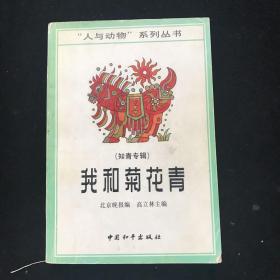 “人与动物”系列丛书
(知青专辑)
我和菊花青
北京晚报编 高立林主编
中国和平出版社